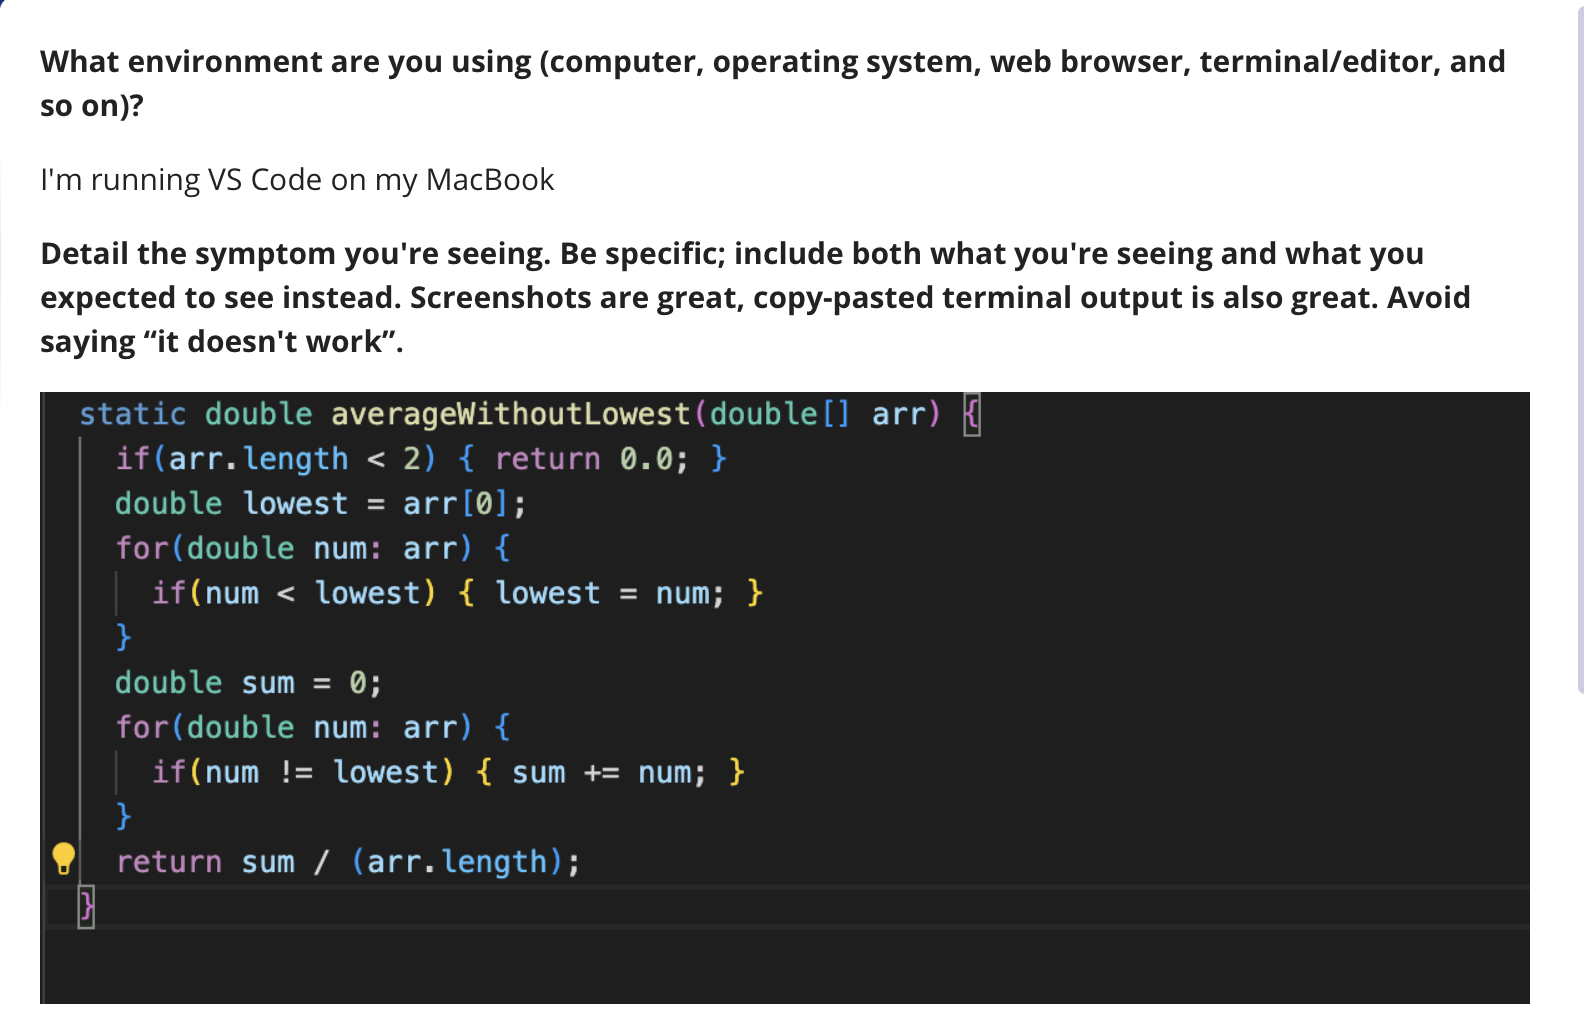 What environment are you using (computer, operating system, web browser, terminal/editor, and
so on)?
I'm running VS Code on my MacBook
Detail the symptom you're seeing. Be specific; include both what you're seeing and what you
expected to see instead. Screenshots are great, copy-pasted terminal output is also great. Avoid
saying “it doesn't work”.
static double averageWithoutLowest(double[] arr) {
  if(arr.length < 2) { return 0.0; }
  double lowest = arr[0];
  for(double num: arr) {
    if(num < lowest) { lowest = num; }
  }
  double sum = 0;
  for(double num: arr) {
    if(num != lowest) { sum += num; }
  }
  return sum / (arr.length);
}